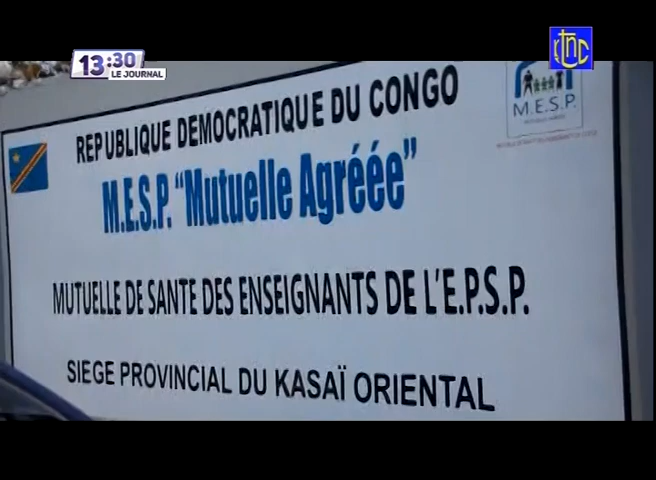 13:30
LE JOURNAL
rtnc
REPUBLIQUE DEMOCRATIQUE DU CONGO
M.E.S.P.
M.E.S.P. "Mutuelle Agréée"
MUTUELLE DE SANTE DES ENSEIGNANTS DE L'E.P.S.P.
SIEGE PROVINCIAL DU KASAÏ ORIENTAL